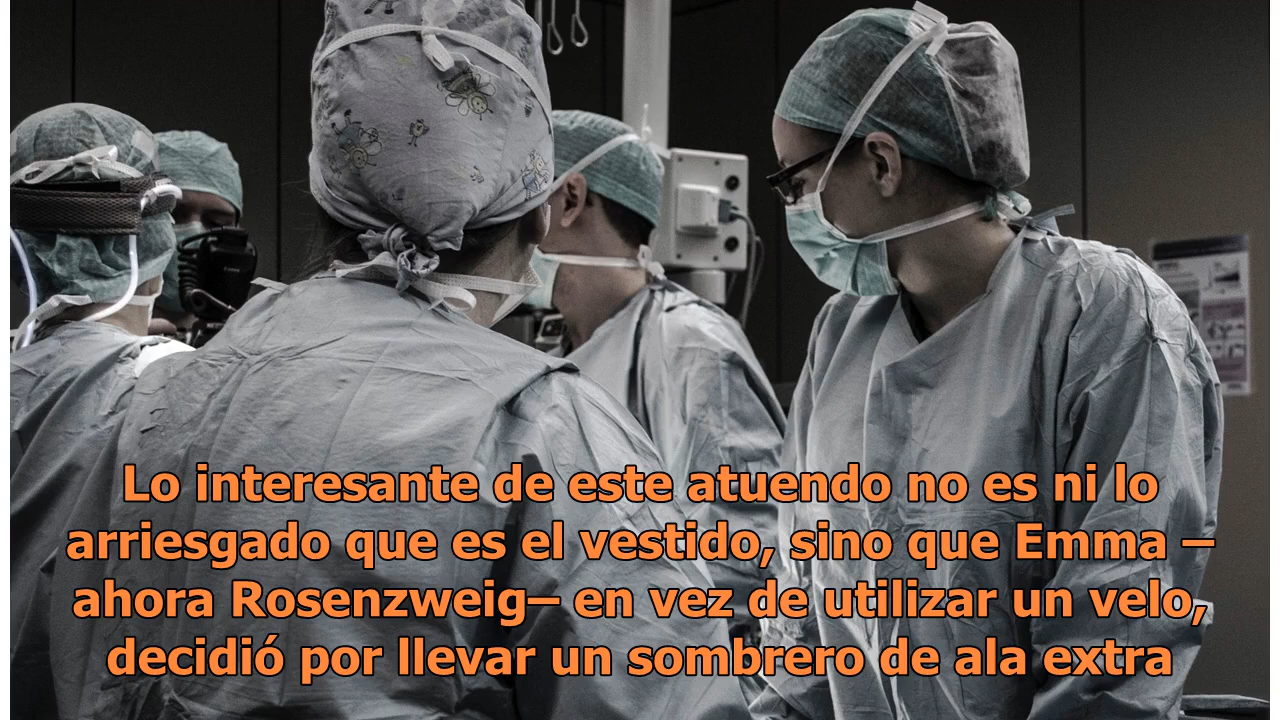 Lo interesante de este atuendo no es ni lo
arriesgado que es el vestido, sino que Emma –
ahora Rosenzweig– en vez de utilizar un velo,
decidió por llevar un sombrero de ala extra